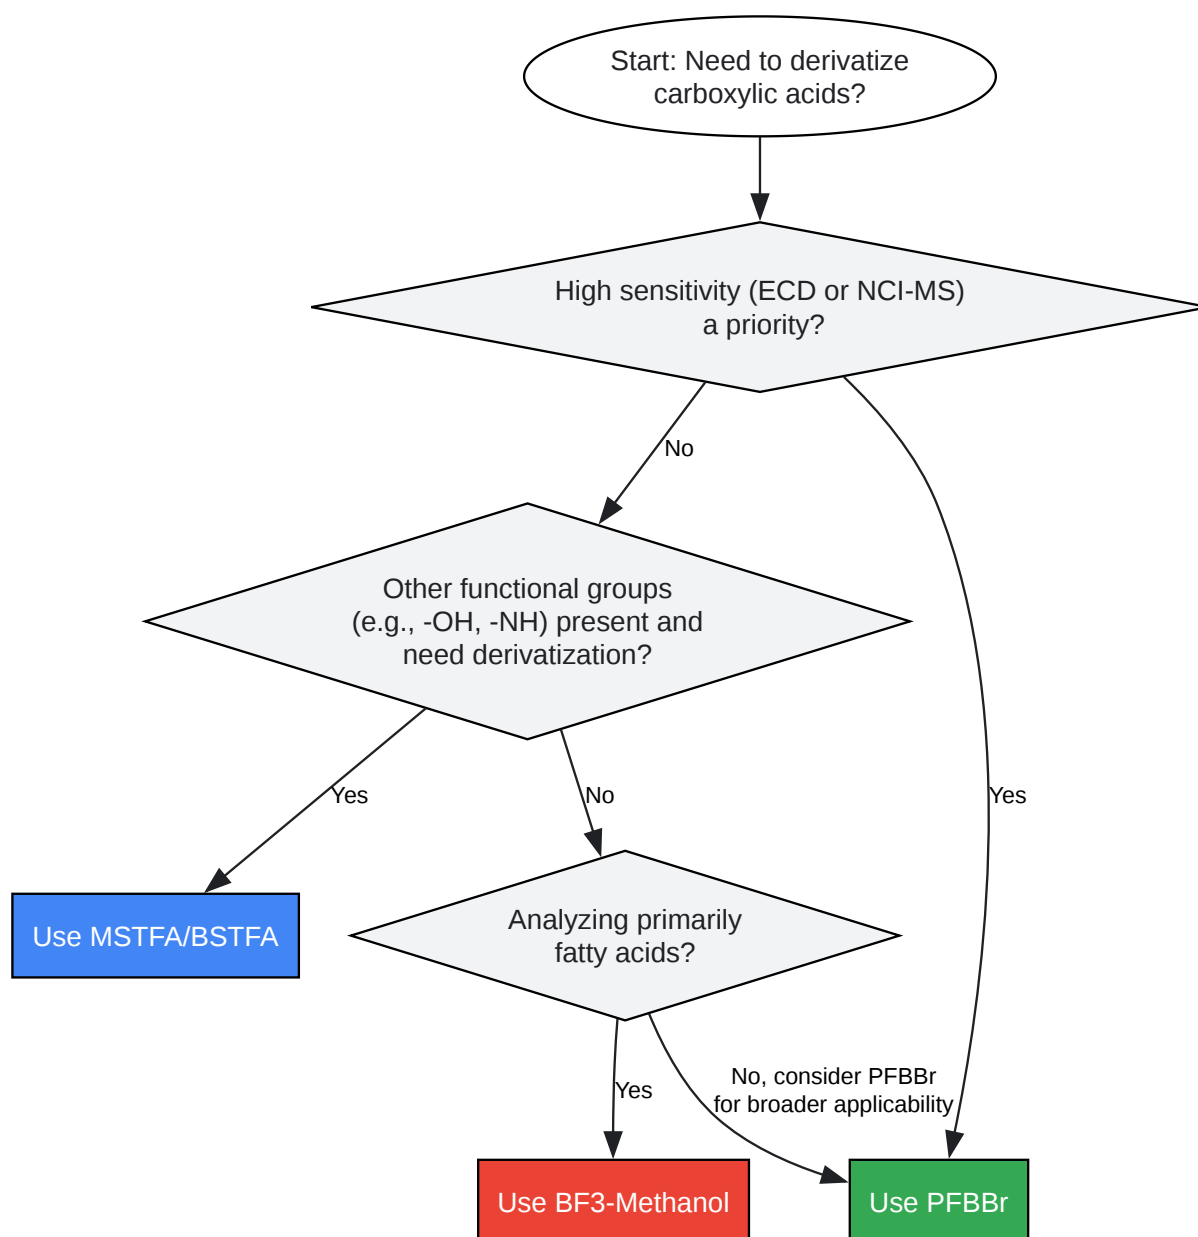 Start: Need to derivatize
carboxylic acids?
High sensitivity (ECD or NCI-MS)
a priority?
No
Other functional groups
(e.g., -OH, -NH) present and
need derivatization?
Yes
No
Yes
Use MSTFA/BSTFA
Analyzing primarily
fatty acids?
Yes
No, consider PFBBr
for broader applicability
Use BF3-Methanol
Use PFBBr